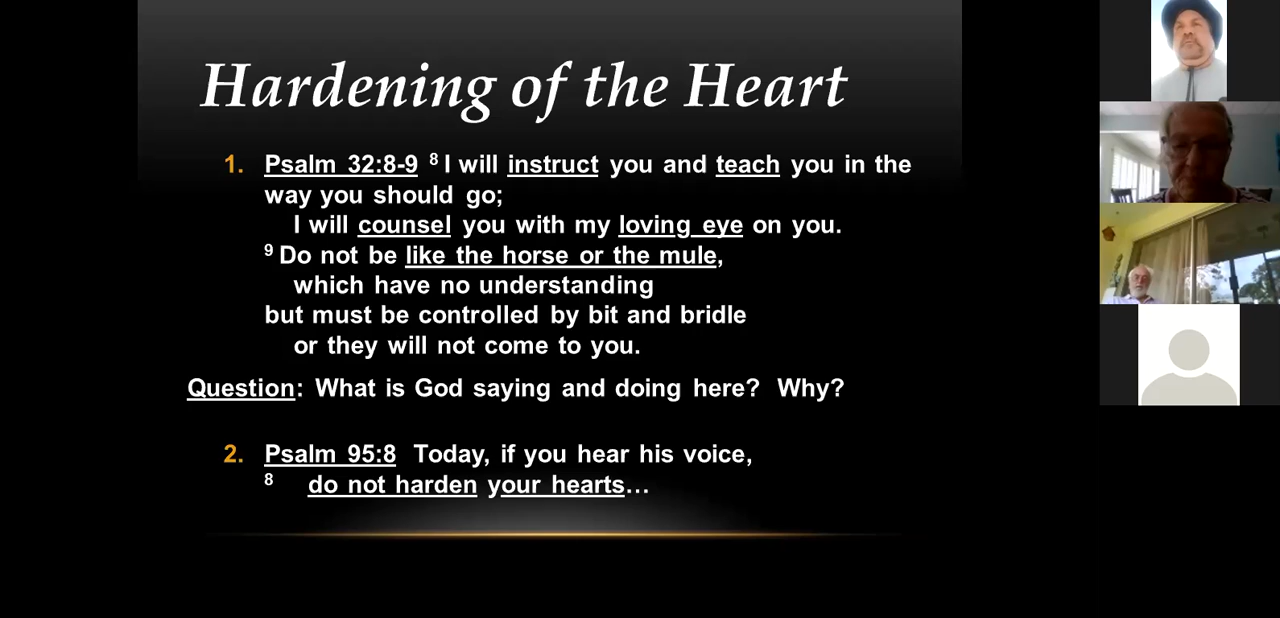 Hardening of the Heart
1. Psalm 32:8-9 ⁸ I will instruct you and teach you in the
way you should go;
I will counsel you with my loving eye on you.
⁹ Do not be like the horse or the mule,
which have no understanding
but must be controlled by bit and bridle
or they will not come to you.
Question: What is God saying and doing here? Why?
2. Psalm 95:8 Today, if you hear his voice,
⁸ do not harden your hearts...